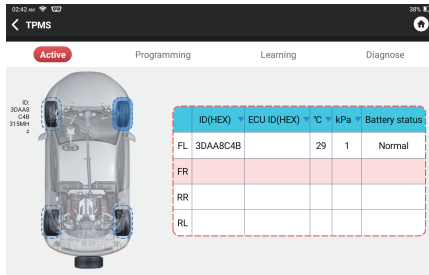 02:42 AM
38%
TPMS
Active
Programming
Learning
Diagnose
ID:
3DAA8
C4B
315MH
z
ID(HEX) ECU ID(HEX) ℃ kPa Battery status
FL 3DAA8C4B 29 1 Normal
FR
RR
RL